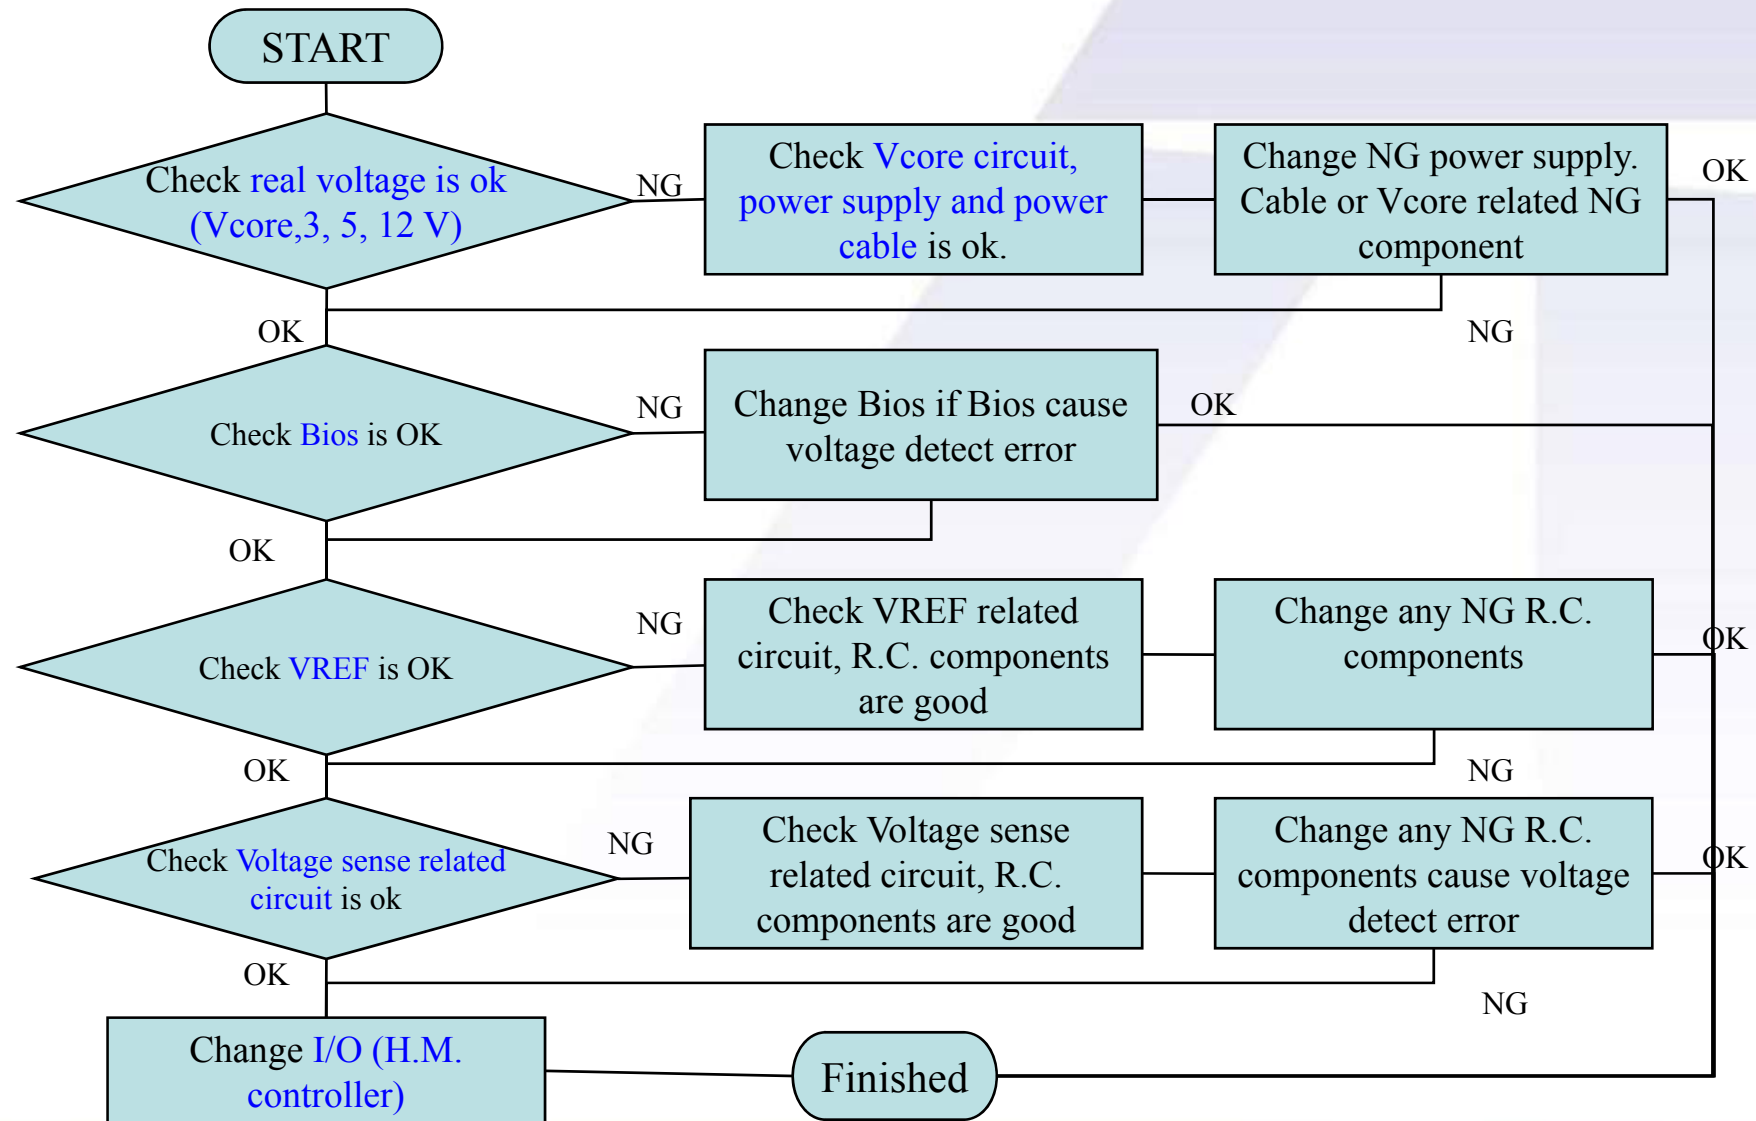 START
Check real voltage is ok
(Vcore,3, 5, 12 V)
NG
Check Vcore circuit,
power supply and power
cable is ok.
Change NG power supply.
Cable or Vcore related NG
component
OK
OK
NG
Check Bios is OK
NG
Change Bios if Bios cause
voltage detect error
OK
OK
Check VREF is OK
NG
Check VREF related
circuit, R.C. components
are good
Change any NG R.C.
components
OK
OK
NG
Check Voltage sense related
circuit is ok
NG
Check Voltage sense
related circuit, R.C.
components are good
Change any NG R.C.
components cause voltage
detect error
OK
OK
NG
Change I/O (H.M.
controller)
Finished